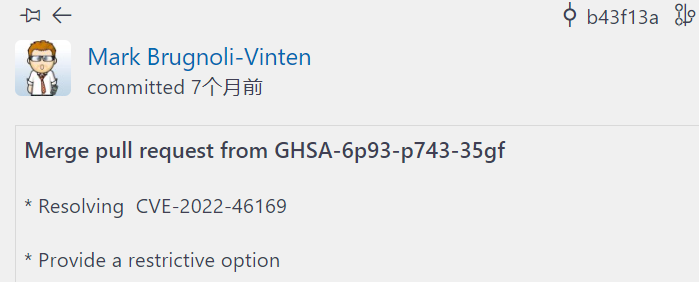 b43f13a
Mark Brugnoli-Vinten
committed 7个月前
Merge pull request from GHSA-6p93-p743-35gf
* Resolving  CVE-2022-46169
* Provide a restrictive option